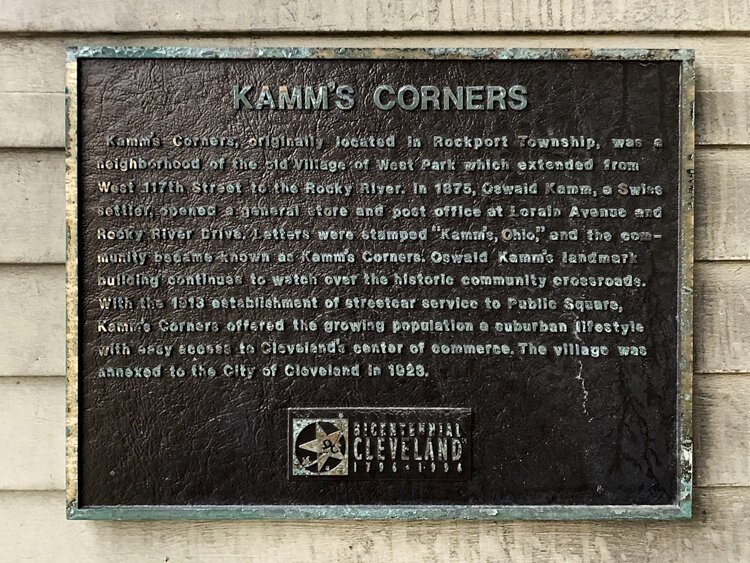 KAMM'S CORNERS
Kamm's Corners, originally located in Rockport Township, was a
neighborhood of the old Village of West Park which extended from
West 117th Street to the Rocky River. In 1875, Oswald Kamm, a Swiss
settler, opened a general store and post office at Lorain Avenue and
Rocky River Drive. Letters were stamped "Kamm's, Ohio," and the com-
munity became known as Kamm's Corners. Oswald Kamm's landmark
building continues to watch over the historic community crossroads.
With the 1913 establishment of streetcar service to Public Square,
Kamm's Corners offered the growing population a suburban lifestyle
with easy access to Cleveland's center of commerce. The village was
annexed to the City of Cleveland in 1923.
BICENTENNIAL
CLEVELAND
1796·1996